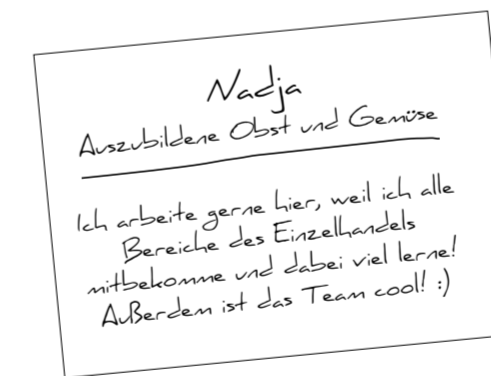 Nadja
Auszubildene Obst und Gemüse
Ich arbeite gerne hier, weil ich alle
Bereiche des Einzelhandels
mitbekomme und dabei viel lerne!
Außerdem ist das Team cool! :)